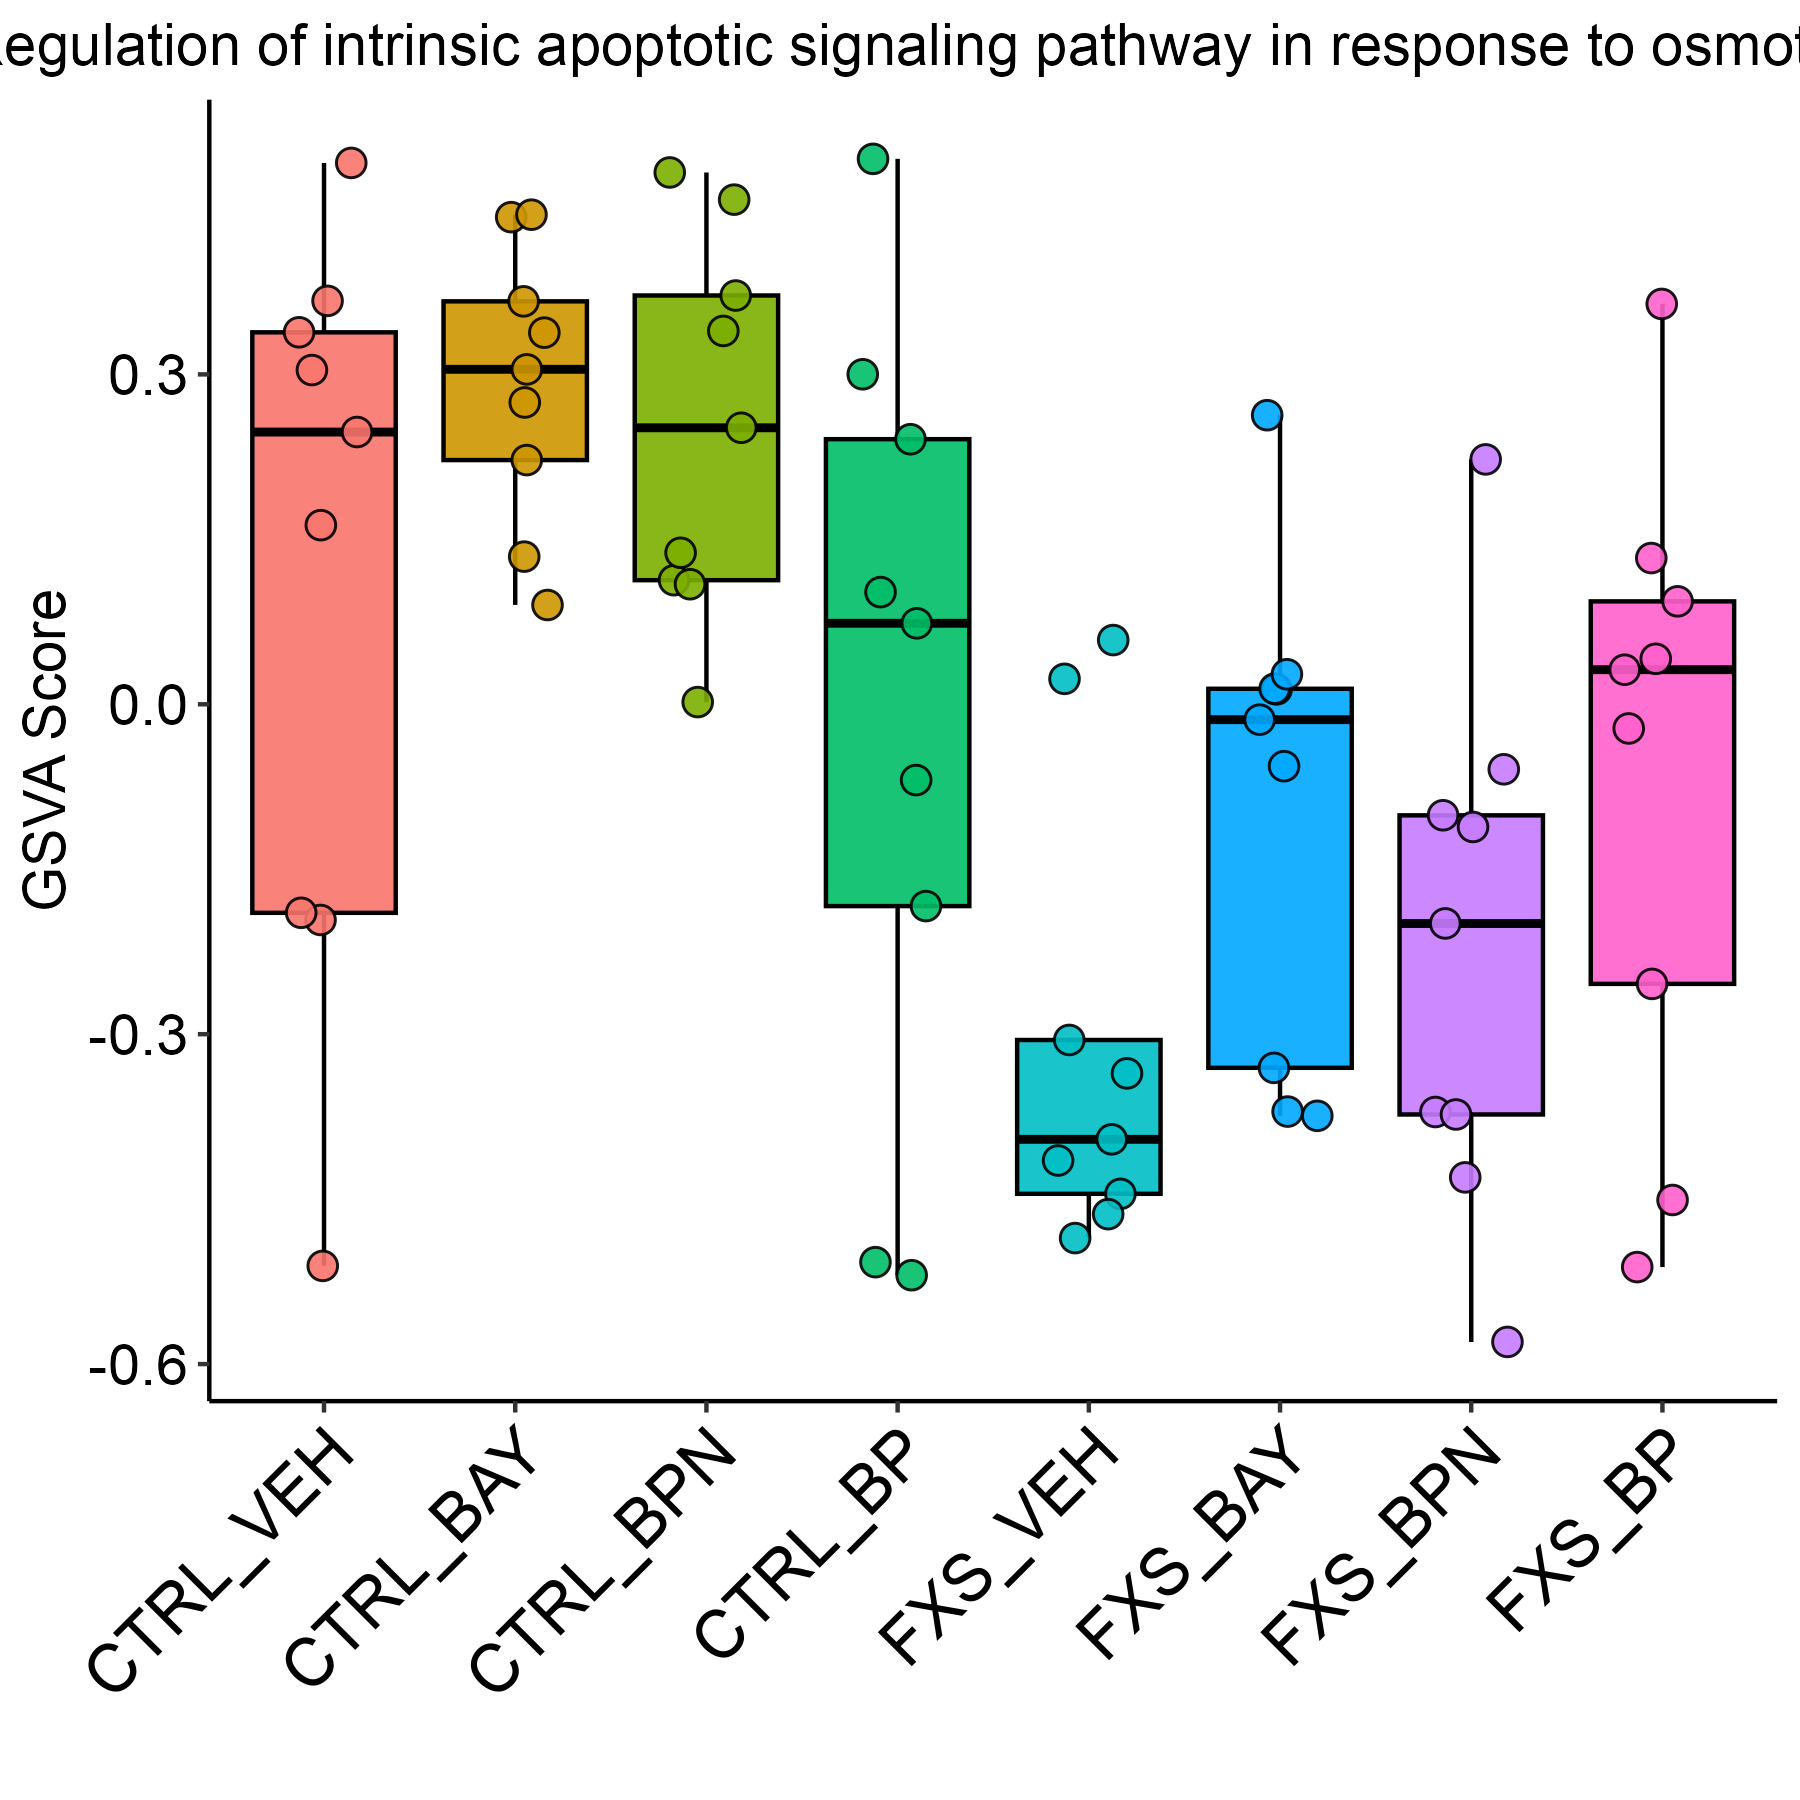 egulation of intrinsic apoptotic signaling pathway in response to osmot
GSVA Score
0.3
0.0
-0.3
-0.6
CTRL_VEH
CTRL_BAY
CTRL_BPN
CTRL_BP
FXS_VEH
FXS_BAY
FXS_BPN
FXS_BP